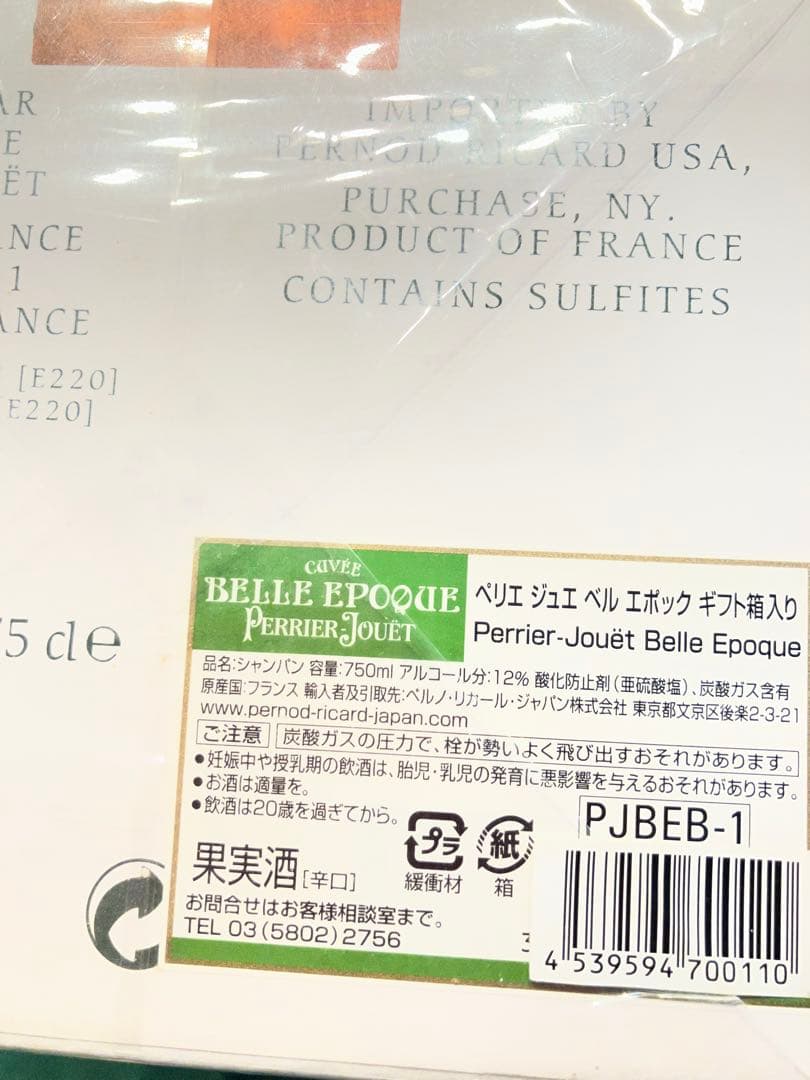 AR
E
ËT
ANCE
1
ANCE
[E220]
E220]
75 cl e
IMPORTED BY
PERNOD RICARD USA,
PURCHASE, NY.
PRODUCT OF FRANCE
CONTAINS SULFITES
CUVÉE
BELLE EPOQUE
PERRIER-JOUËT
ペリエ ジュエ ベル エポック ギフト箱入り
Perrier-Jouët Belle Epoque
品名:シャンパン 容量:750ml アルコール分:12% 酸化防止剤(亜硫酸塩)、炭酸ガス含有
原産国:フランス 輸入者及引取先:ペルノ・リカール・ジャパン株式会社 東京都文京区後楽2-3-21
www.pernod-ricard-japan.com
ご注意 炭酸ガスの圧力で、栓が勢いよく飛び出すおそれがあります。
●妊娠中や授乳期の飲酒は、胎児・乳児の発育に悪影響を与えるおそれがあります。
●お酒は適量を。
●飲酒は20歳を過ぎてから。
プラ
緩衝材
紙
箱
果実酒[辛口]
お問合せはお客様相談室まで。
TEL 03(5802)2756
PJBEB-1
4 539594 700110